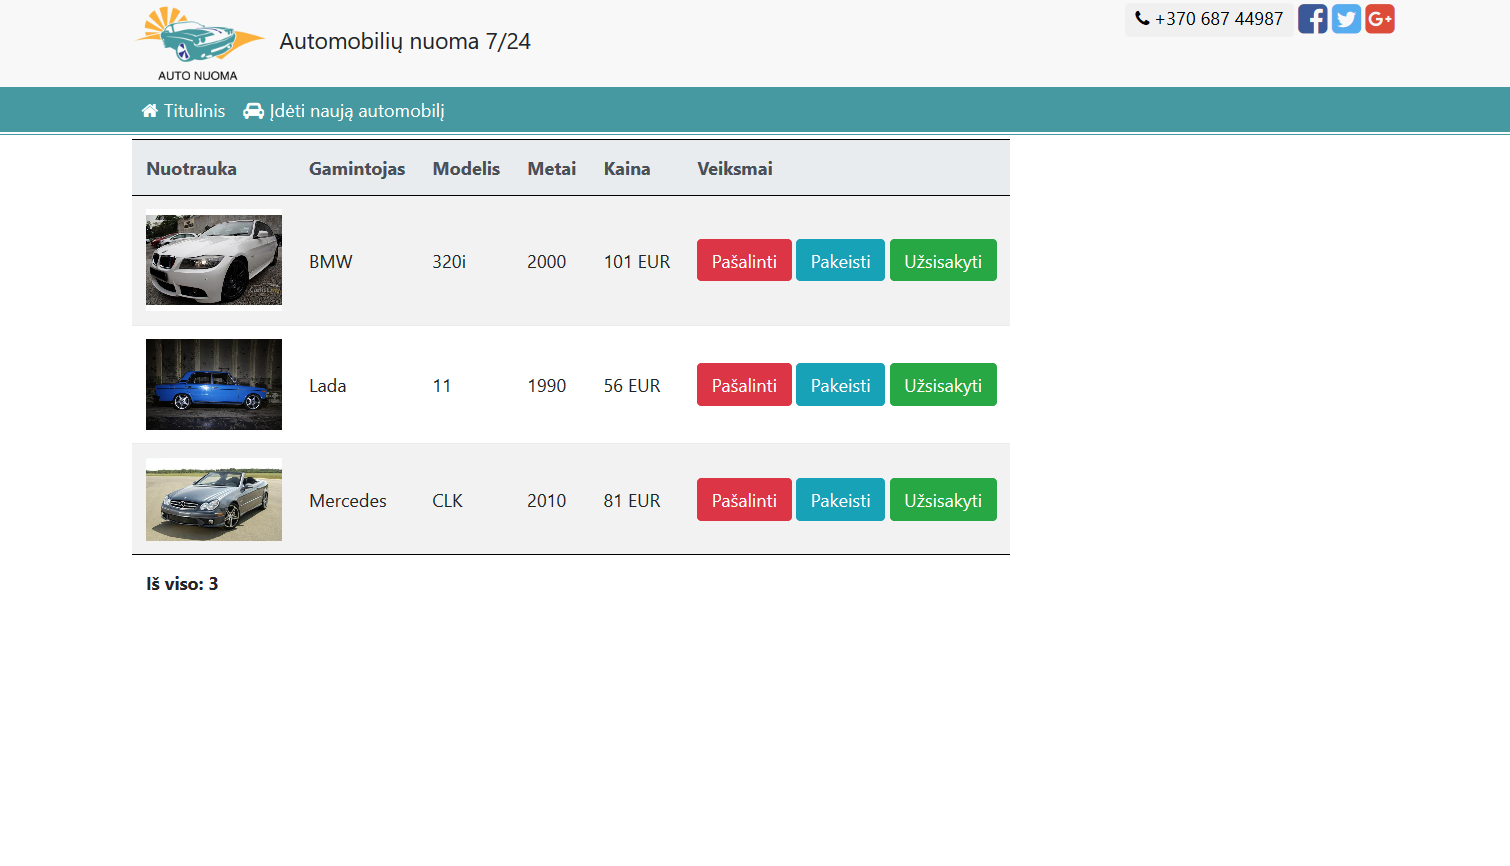 AUTO NUOMA
Automobilių nuoma 7/24
+370 687 44987
Titulinis Įdėti naują automobilį
Nuotrauka Gamintojas Modelis Metai Kaina Veiksmai
BMW 320i 2000 101 EUR Pašalinti Pakeisti Užsisakyti
Lada 11 1990 56 EUR Pašalinti Pakeisti Užsisakyti
Mercedes CLK 2010 81 EUR Pašalinti Pakeisti Užsisakyti
Iš viso: 3